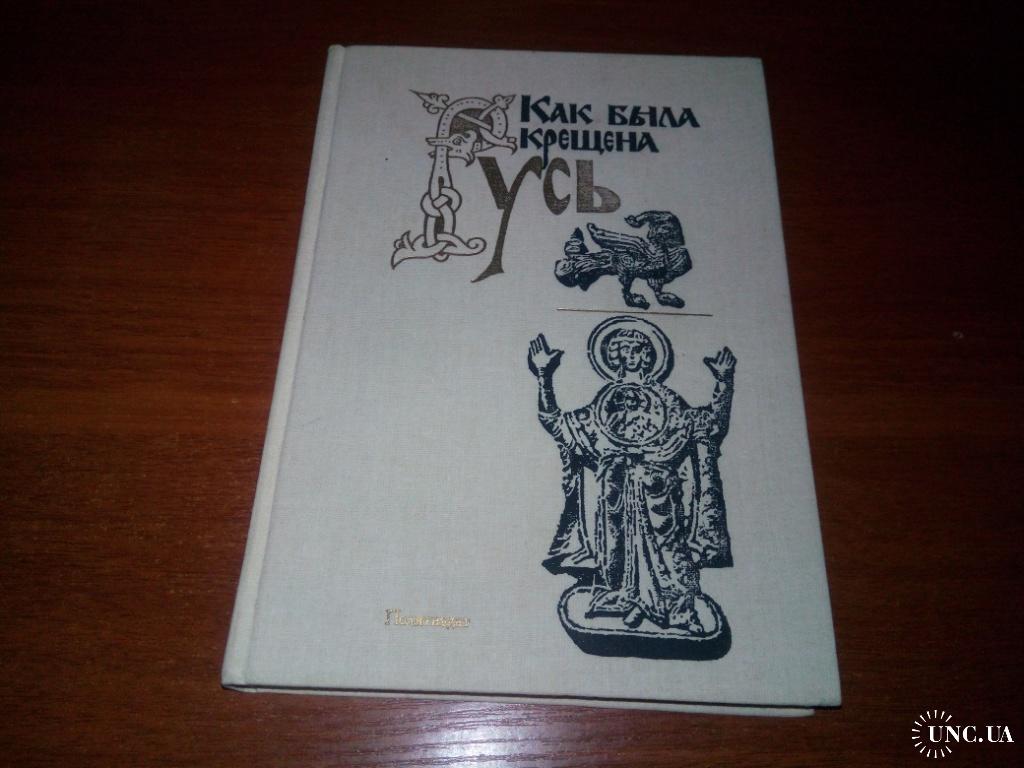 Как была
крещена
Русь
Политиздат
UNC.UA